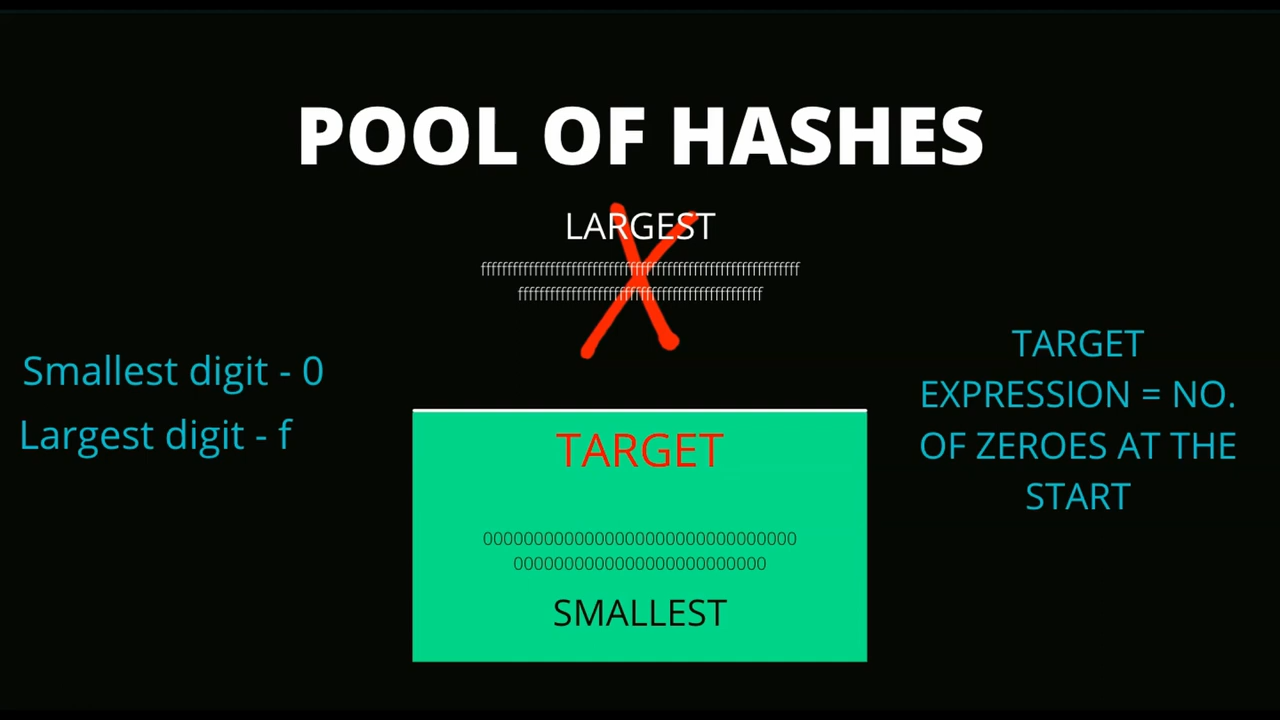 POOL OF HASHES
LARGEST
Smallest digit - 0
Largest digit - f
TARGET
SMALLEST
TARGET
EXPRESSION = NO.
OF ZEROES AT THE
START